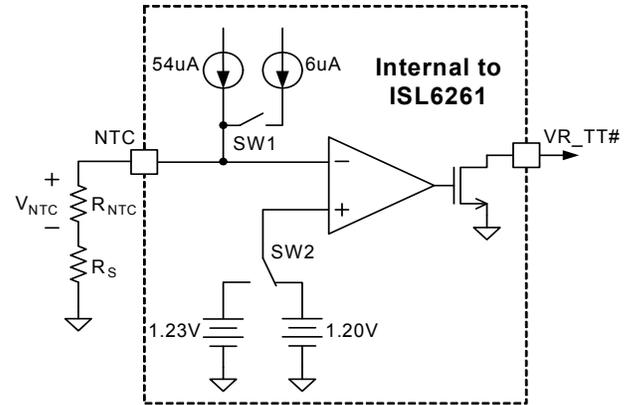 54uA
6uA
Internal to
ISL6261
NTC
SW1
VR_TT#
+
VNTC
−
RNTC
RS
−
+
SW2
1.23V
1.20V